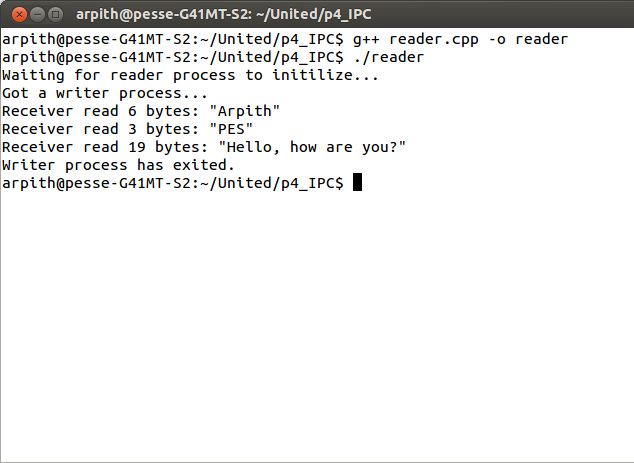 arpith@pesse-G41MT-S2: ~/United/p4_IPC
arpith@pesse-G41MT-S2:~/United/p4_IPC$ g++ reader.cpp -o reader
arpith@pesse-G41MT-S2:~/United/p4_IPC$ ./reader
Waiting for reader process to initilize...
Got a writer process...
Receiver read 6 bytes: "Arpith"
Receiver read 3 bytes: "PES"
Receiver read 19 bytes: "Hello, how are you?"
Writer process has exited.
arpith@pesse-G41MT-S2:~/United/p4_IPC$